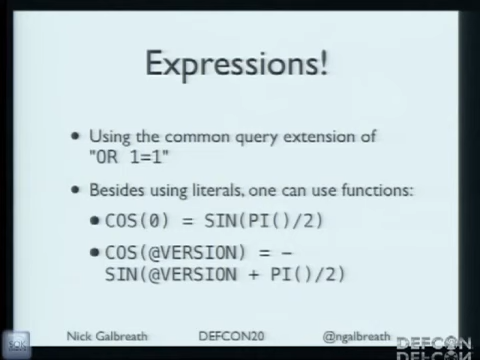 Expressions!
• Using the common query extension of
"OR 1=1"
• Besides using literals, one can use functions:
• COS(0) = SIN(PI()/2)
• COS(@VERSION) = -
SIN(@VERSION + PI()/2)
Nick Galbreath DEFCON20 @ngalbreath
DEFCON
DEFCON